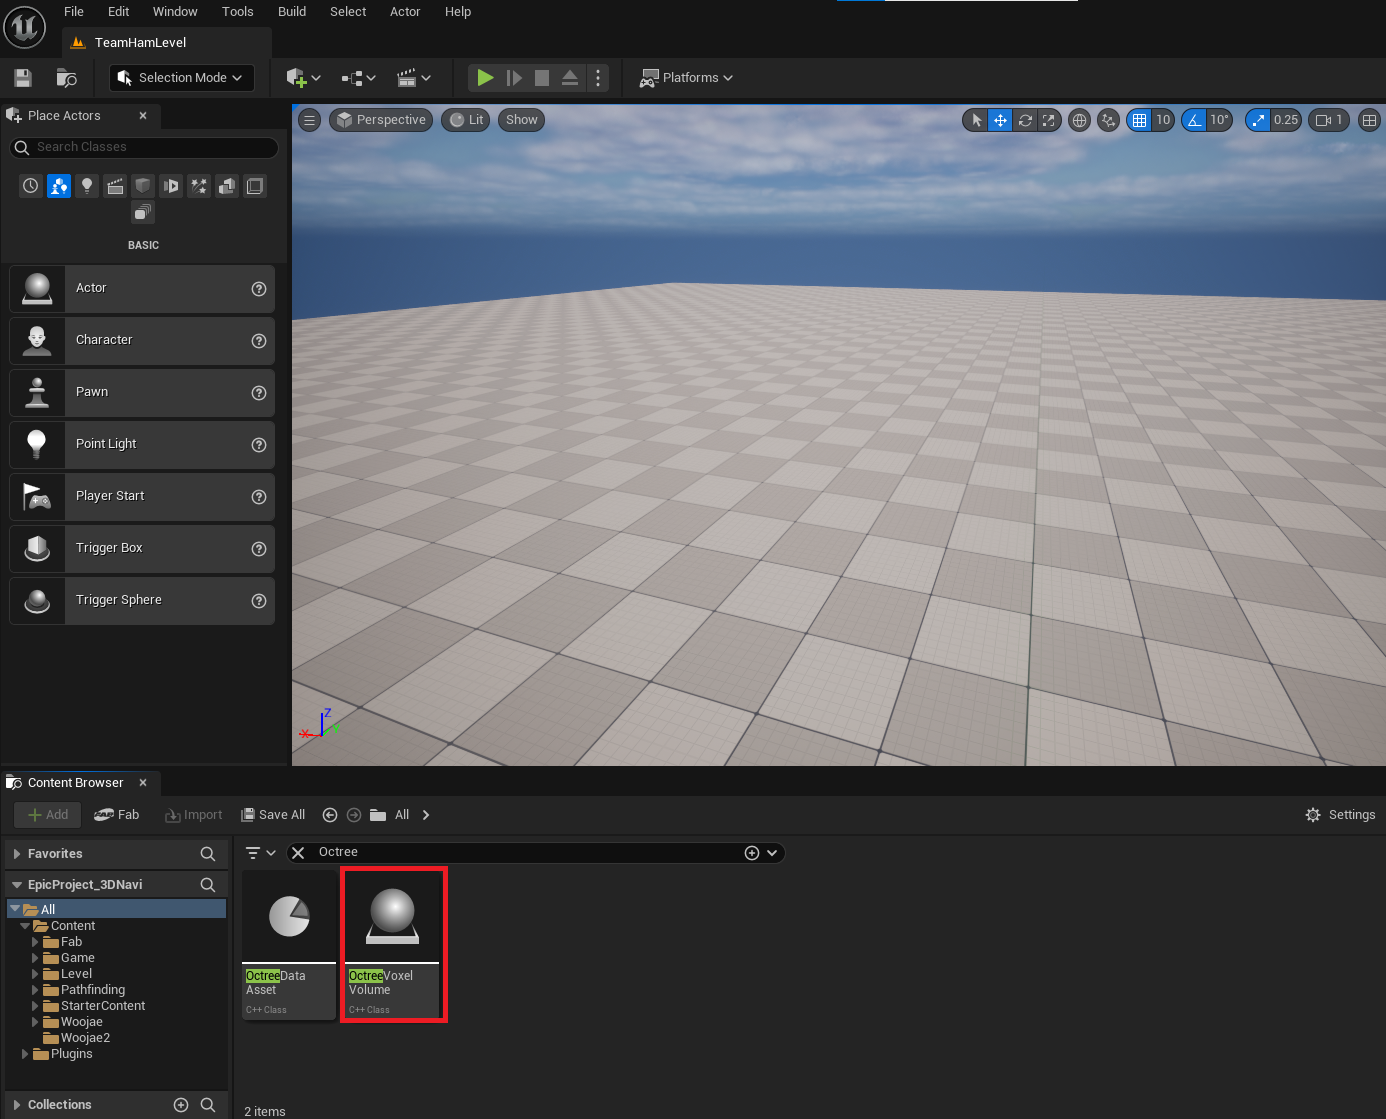 File Edit Window Tools Build Select Actor Help
TeamHamLevel
Selection Mode
Platforms
Place Actors
Search Classes
BASIC
Actor
Character
Pawn
Point Light
Player Start
Trigger Box
Trigger Sphere
Perspective Lit Show
10 10° 0.25 1
Z
X
Y
Content Browser
Add Fab Import Save All All Settings
Favorites
EpicProject_3DNavi
All
Content
Fab
Game
Level
Pathfinding
StarterContent
Woojae
Woojae2
Plugins
Collections
Octree
OctreeData
Asset
C++ Class
OctreeVoxel
Volume
C++ Class
2 items